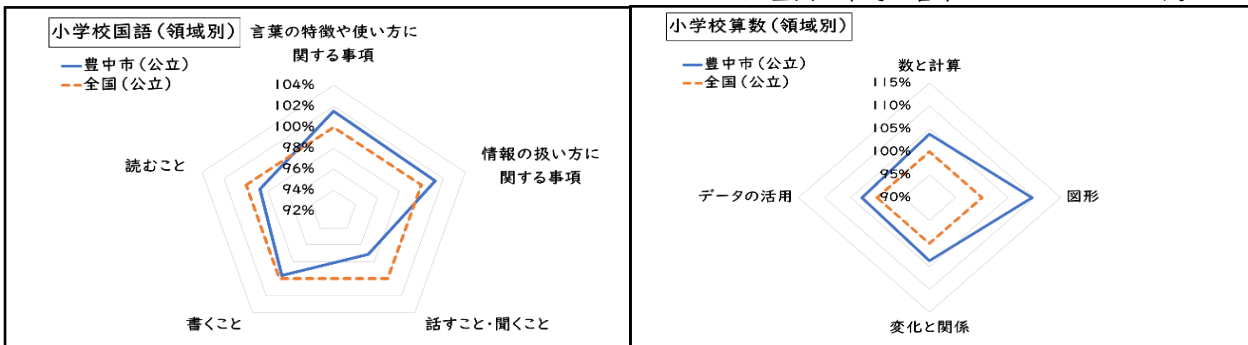 小学校国語(領域別)
豊中市(公立)
全国(公立)
言葉の特徴や使い方に
関する事項
104%
102%
100%
98%
96%
94%
92%
情報の扱い方に
関する事項
話すこと・聞くこと
書くこと
読むこと
小学校算数(領域別)
豊中市(公立)
全国(公立)
数と計算
115%
110%
105%
100%
95%
90%
図形
変化と関係
データの活用